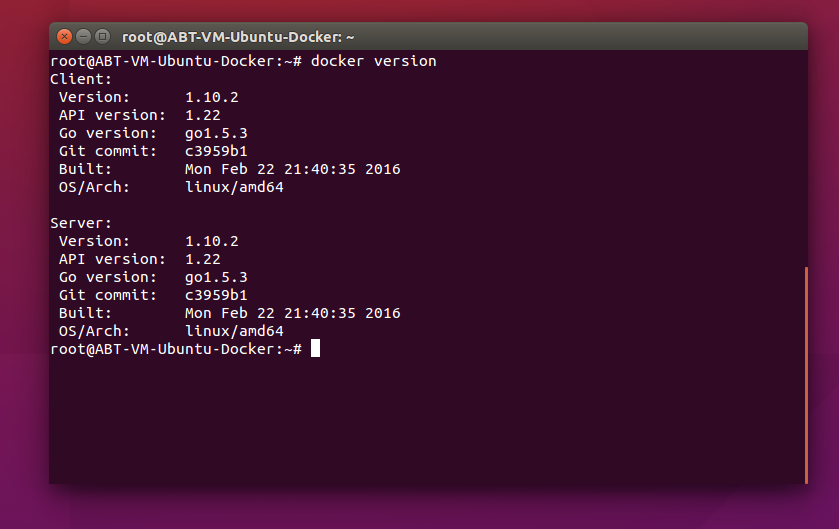 root@ABT-VM-Ubuntu-Docker: ~
root@ABT-VM-Ubuntu-Docker:~# docker version
Client:
 Version:      1.10.2
 API version:  1.22
 Go version:   go1.5.3
 Git commit:   c3959b1
 Built:        Mon Feb 22 21:40:35 2016
 OS/Arch:      linux/amd64

Server:
 Version:      1.10.2
 API version:  1.22
 Go version:   go1.5.3
 Git commit:   c3959b1
 Built:        Mon Feb 22 21:40:35 2016
 OS/Arch:      linux/amd64
root@ABT-VM-Ubuntu-Docker:~#